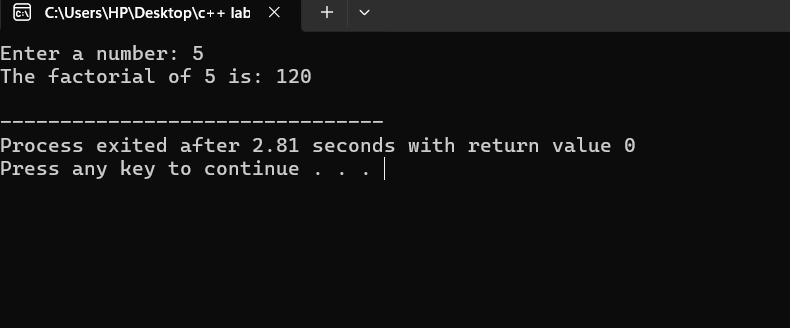 C:\Users\HP\Desktop\c++ lab
Enter a number: 5
The factorial of 5 is: 120
--------------------------------
Process exited after 2.81 seconds with return value 0
Press any key to continue . . .